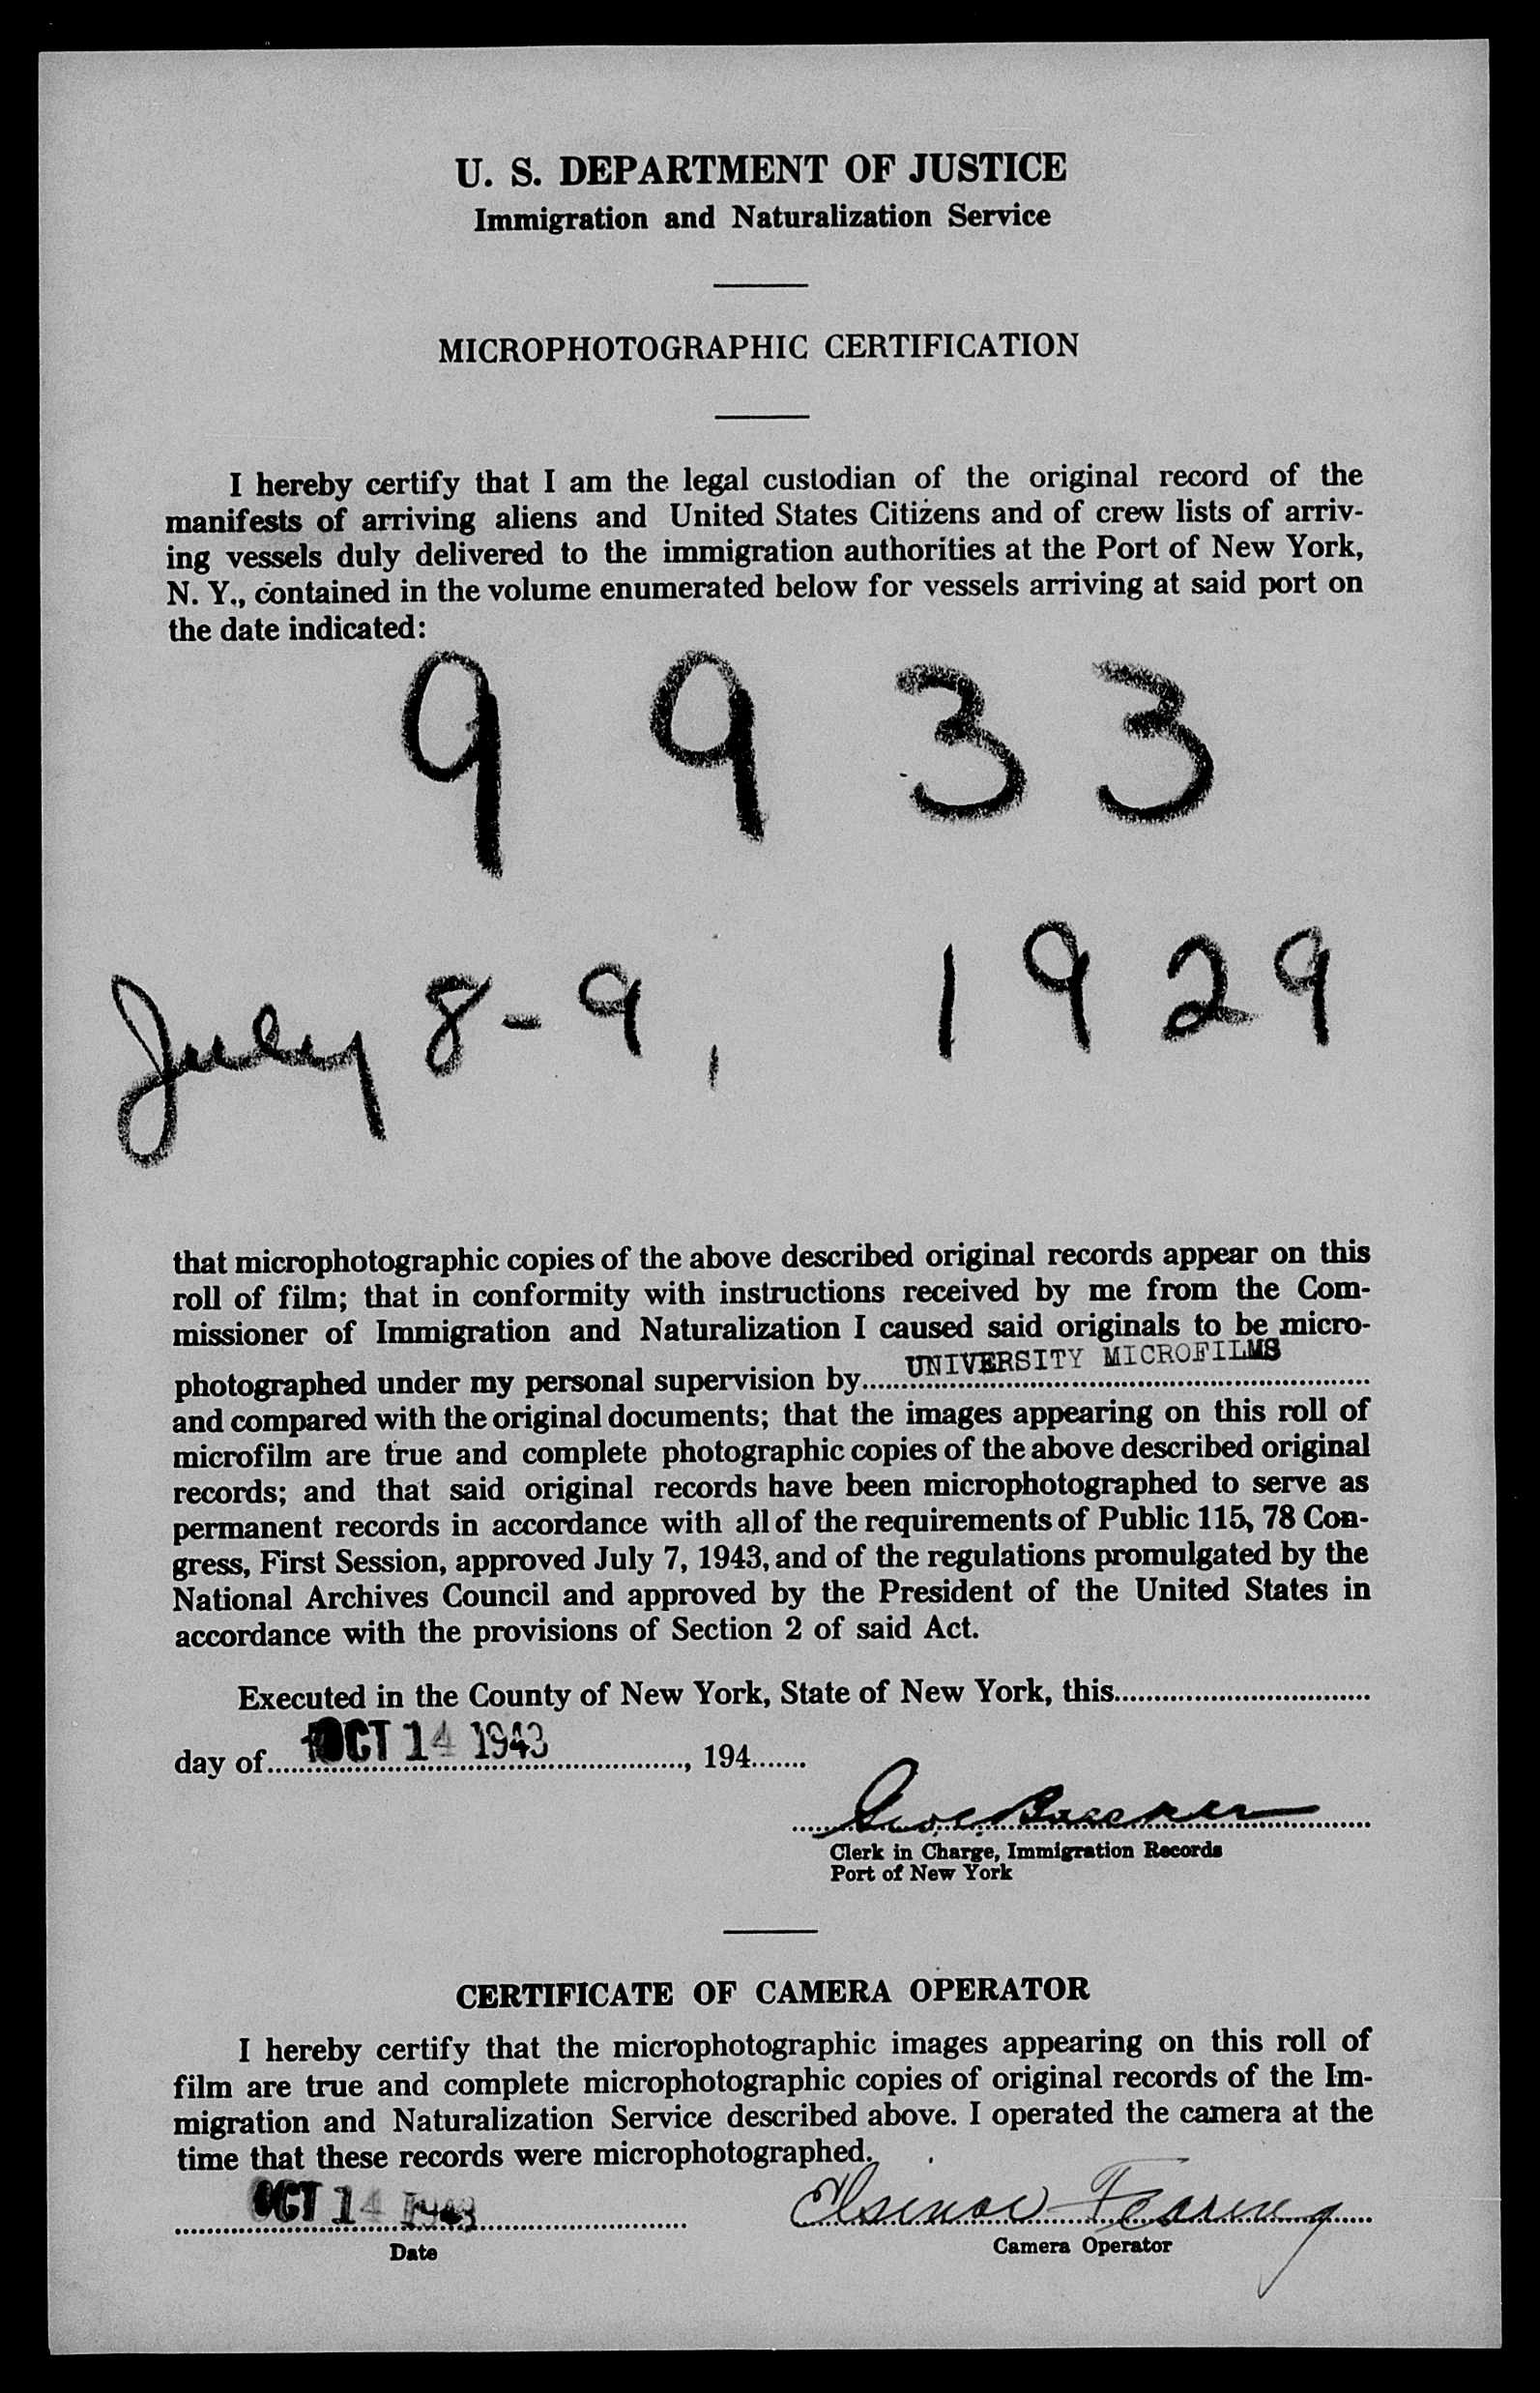 U. S. DEPARTMENT OF JUSTICE
Immigration and Naturalization Service
MICROPHOTOGRAPHIC CERTIFICATION
I hereby certify that I am the legal custodian of the original record of the
manifests of arriving aliens and United States Citizens and of crew lists of arriv-
ing vessels duly delivered to the immigration authorities at the Port of New York,
N. Y., contained in the volume enumerated below for vessels arriving at said port on
the date indicated:
9 9 3 3
July 8-9, 1929
that microphotographic copies of the above described original records appear on this
roll of film; that in conformity with instructions received by me from the Com-
missioner of Immigration and Naturalization I caused said originals to be micro-
photographed under my personal supervision by UNIVERSITY MICROFILMS
and compared with the original documents; that the images appearing on this roll of
microfilm are true and complete photographic copies of the above described original
records; and that said original records have been microphotographed to serve as
permanent records in accordance with all of the requirements of Public 115, 78 Con-
gress, First Session, approved July 7, 1943, and of the regulations promulgated by the
National Archives Council and approved by the President of the United States in
accordance with the provisions of Section 2 of said Act.
Executed in the County of New York, State of New York, this
day of OCT 14 1943, 194
Clerk in Charge, Immigration Records
Port of New York
CERTIFICATE OF CAMERA OPERATOR
I hereby certify that the microphotographic images appearing on this roll of
film are true and complete microphotographic copies of original records of the Im-
migration and Naturalization Service described above. I operated the camera at the
time that these records were microphotographed.
OCT 14 1943 Fearing
Date Camera Operator